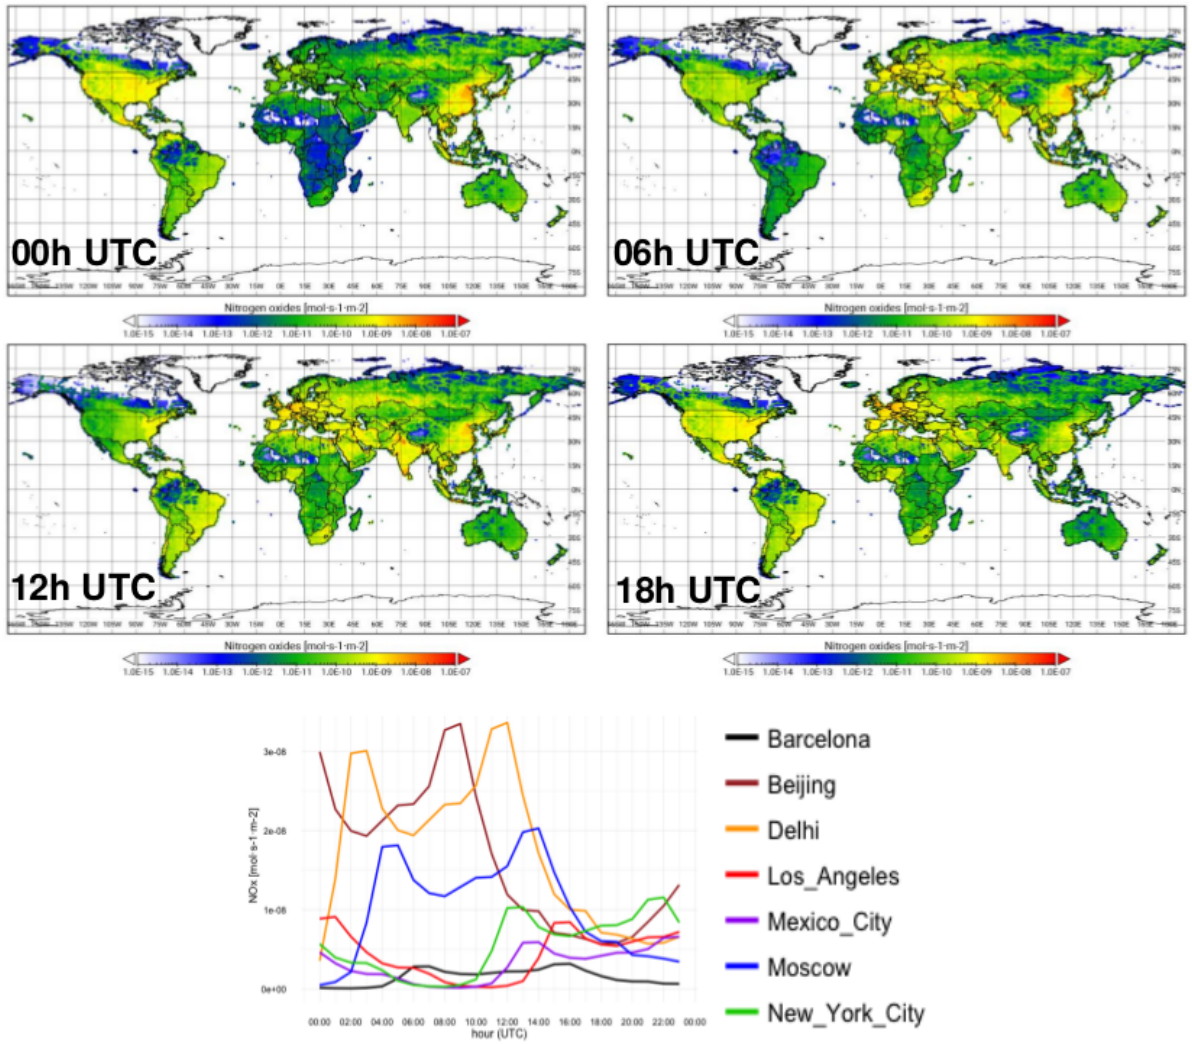 00h UTC
06h UTC
Nitrogen oxides [mol·s-1·m-2]
1.0E-15 1.0E-14 1.0E-13 1.0E-12 1.0E-11 1.0E-10 1.0E-09 1.0E-08 1.0E-07
Nitrogen oxides [mol·s-1·m-2]
1.0E-15 1.0E-14 1.0E-13 1.0E-12 1.0E-11 1.0E-10 1.0E-09 1.0E-08 1.0E-07
12h UTC
18h UTC
Nitrogen oxides [mol·s-1·m-2]
1.0E-15 1.0E-14 1.0E-13 1.0E-12 1.0E-11 1.0E-10 1.0E-09 1.0E-08 1.0E-07
Nitrogen oxides [mol·s-1·m-2]
1.0E-15 1.0E-14 1.0E-13 1.0E-12 1.0E-11 1.0E-10 1.0E-09 1.0E-08 1.0E-07
NOx [mol·s-1·m-2]
3e-08
2e-08
1e-08
0e+00
00:00 02:00 04:00 06:00 08:00 10:00 12:00 14:00 16:00 18:00 20:00 22:00 00:00
hour (UTC)
Barcelona
Beijing
Delhi
Los_Angeles
Mexico_City
Moscow
New_York_City